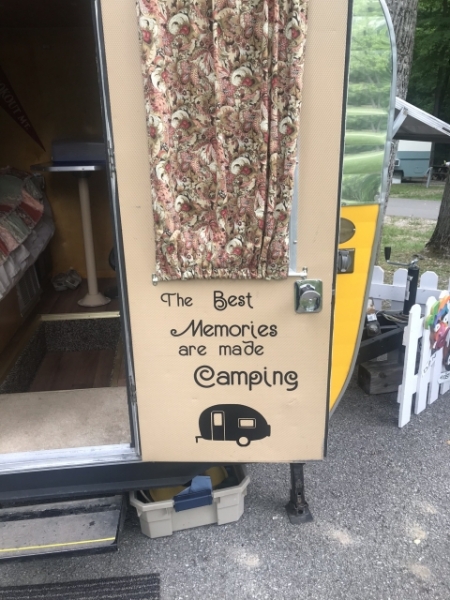 The Best
Memories
are made
Camping